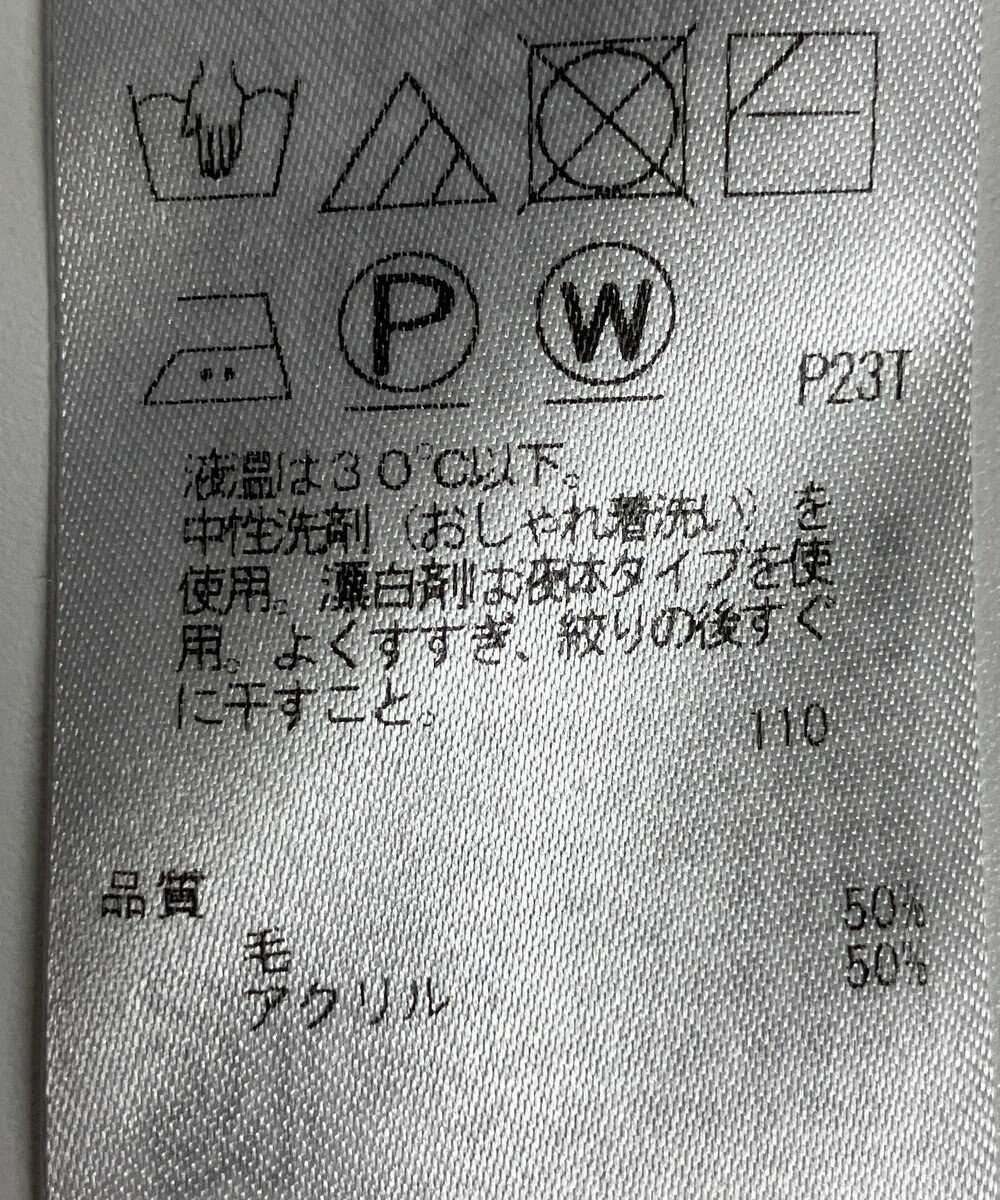 P W
P23T
液温は30℃以下。
中性洗剤（おしゃれ着洗い）を
使用。漂白剤は液体タイプを使
用。よくすすぎ、絞りの後すぐ
に干すこと。
110
品質
毛 50%
アクリル 50%